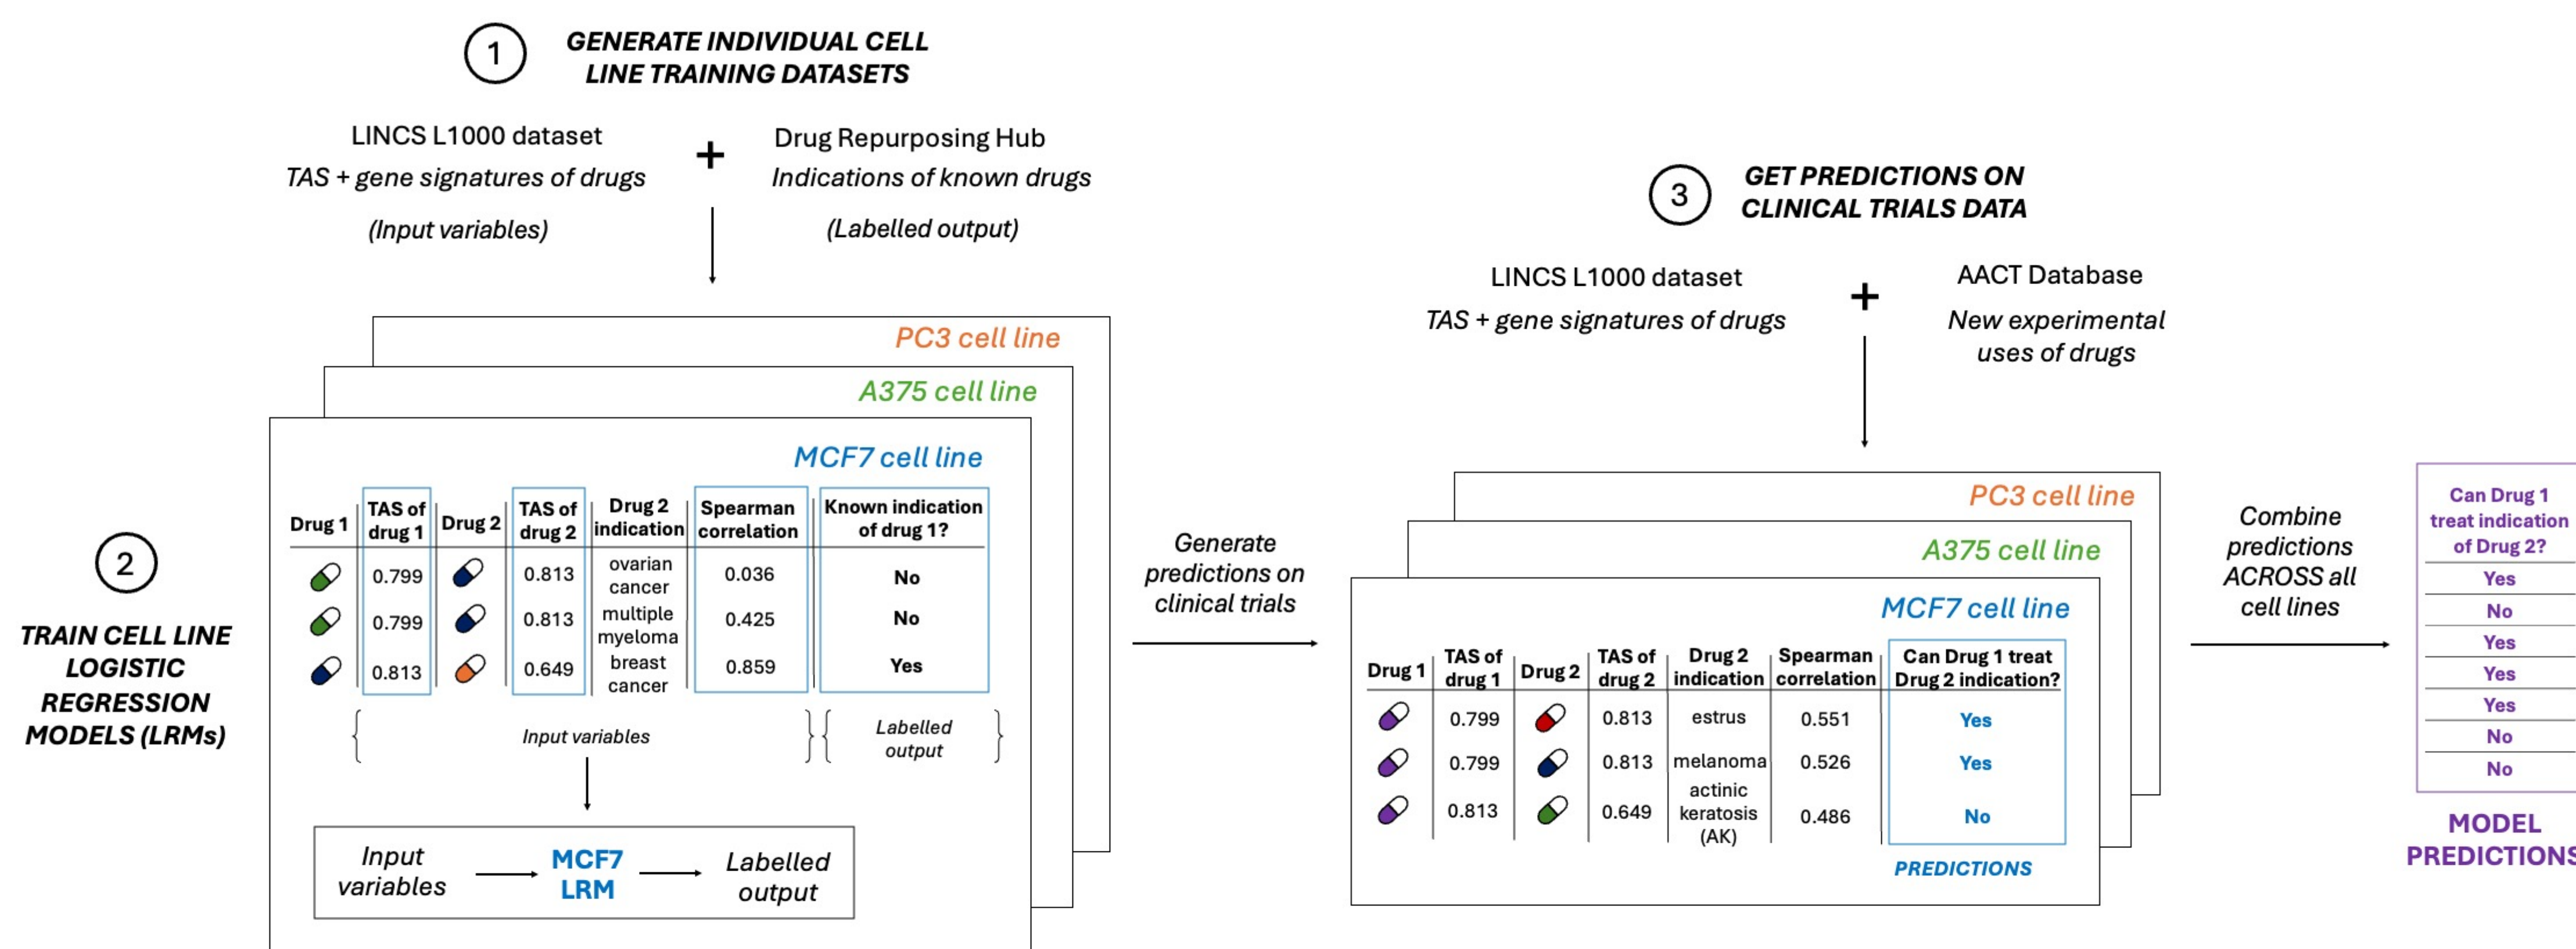 1
GENERATE INDIVIDUAL CELL
LINE TRAINING DATASETS
LINCS L1000 dataset
TAS + gene signatures of drugs
(Input variables)
+
Drug Repurposing Hub
Indications of known drugs
(Labelled output)
PC3 cell line
A375 cell line
MCF7 cell line
Drug 1 | TAS of drug 1 | Drug 2 | TAS of drug 2 | Drug 2 indication | Spearman correlation | Known indication of drug 1?
0.799 0.813 ovarian cancer 0.036 No
0.799 0.813 multiple myeloma 0.425 No
0.813 0.649 breast cancer 0.859 Yes
Input variables
Labelled
output
Input
variables
MCF7
LRM
Labelled
output
2
TRAIN CELL LINE
LOGISTIC
REGRESSION
MODELS (LRMs)
Generate
predictions on
clinical trials
3
GET PREDICTIONS ON
CLINICAL TRIALS DATA
LINCS L1000 dataset
TAS + gene signatures of drugs
+
AACT Database
New experimental
uses of drugs
PC3 cell line
A375 cell line
MCF7 cell line
Drug 1 | TAS of drug 1 | Drug 2 | TAS of drug 2 | Drug 2 indication | Spearman correlation | Can Drug 1 treat Drug 2 indication?
0.799 0.813 estrus 0.551 Yes
0.799 0.813 melanoma 0.526 Yes
0.813 0.649 actinic keratosis (AK) 0.486 No
PREDICTIONS
Combine
predictions
ACROSS all
cell lines
Can Drug 1
treat indication
of Drug 2?
Yes
No
Yes
Yes
Yes
No
No
MODEL
PREDICTIONS